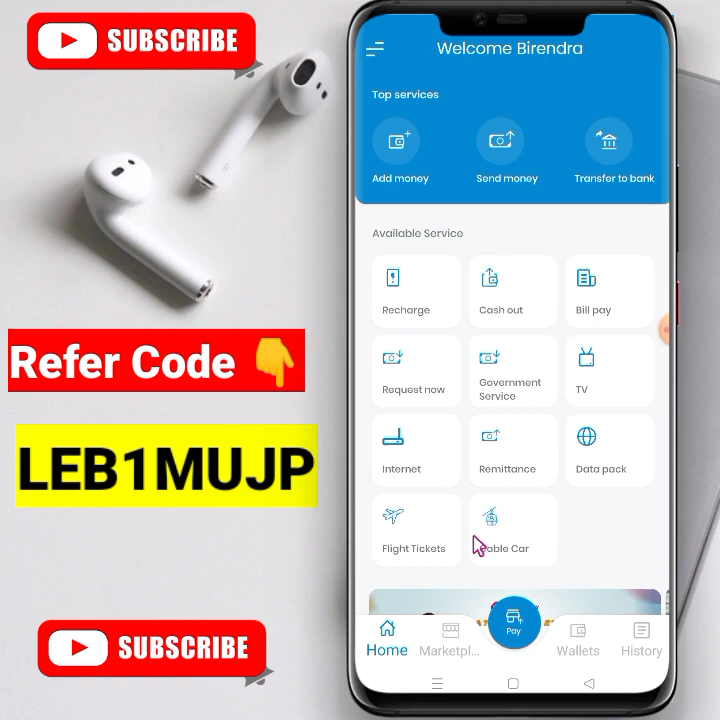 SUBSCRIBE
Refer Code 👇
LEB1MUJP
SUBSCRIBE
Welcome Birendra
Top services
Add money
Send money
Transfer to bank
Available Service
Recharge
Cash out
Bill pay
Request now
Government
Service
TV
Internet
Remittance
Data pack
Flight Tickets
able Car
Pay
Home
Marketpl...
Wallets
History